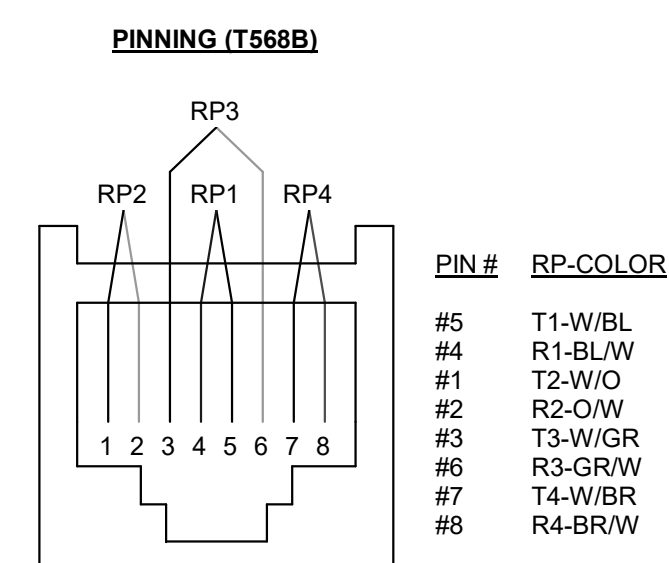 PINNING (T568B)
RP3
RP2 RP1 RP4
PIN # RP-COLOR
#5 T1-W/BL
#4 R1-BL/W
#1 T2-W/O
#2 R2-O/W
#3 T3-W/GR
#6 R3-GR/W
#7 T4-W/BR
#8 R4-BR/W
1 2 3 4 5 6 7 8